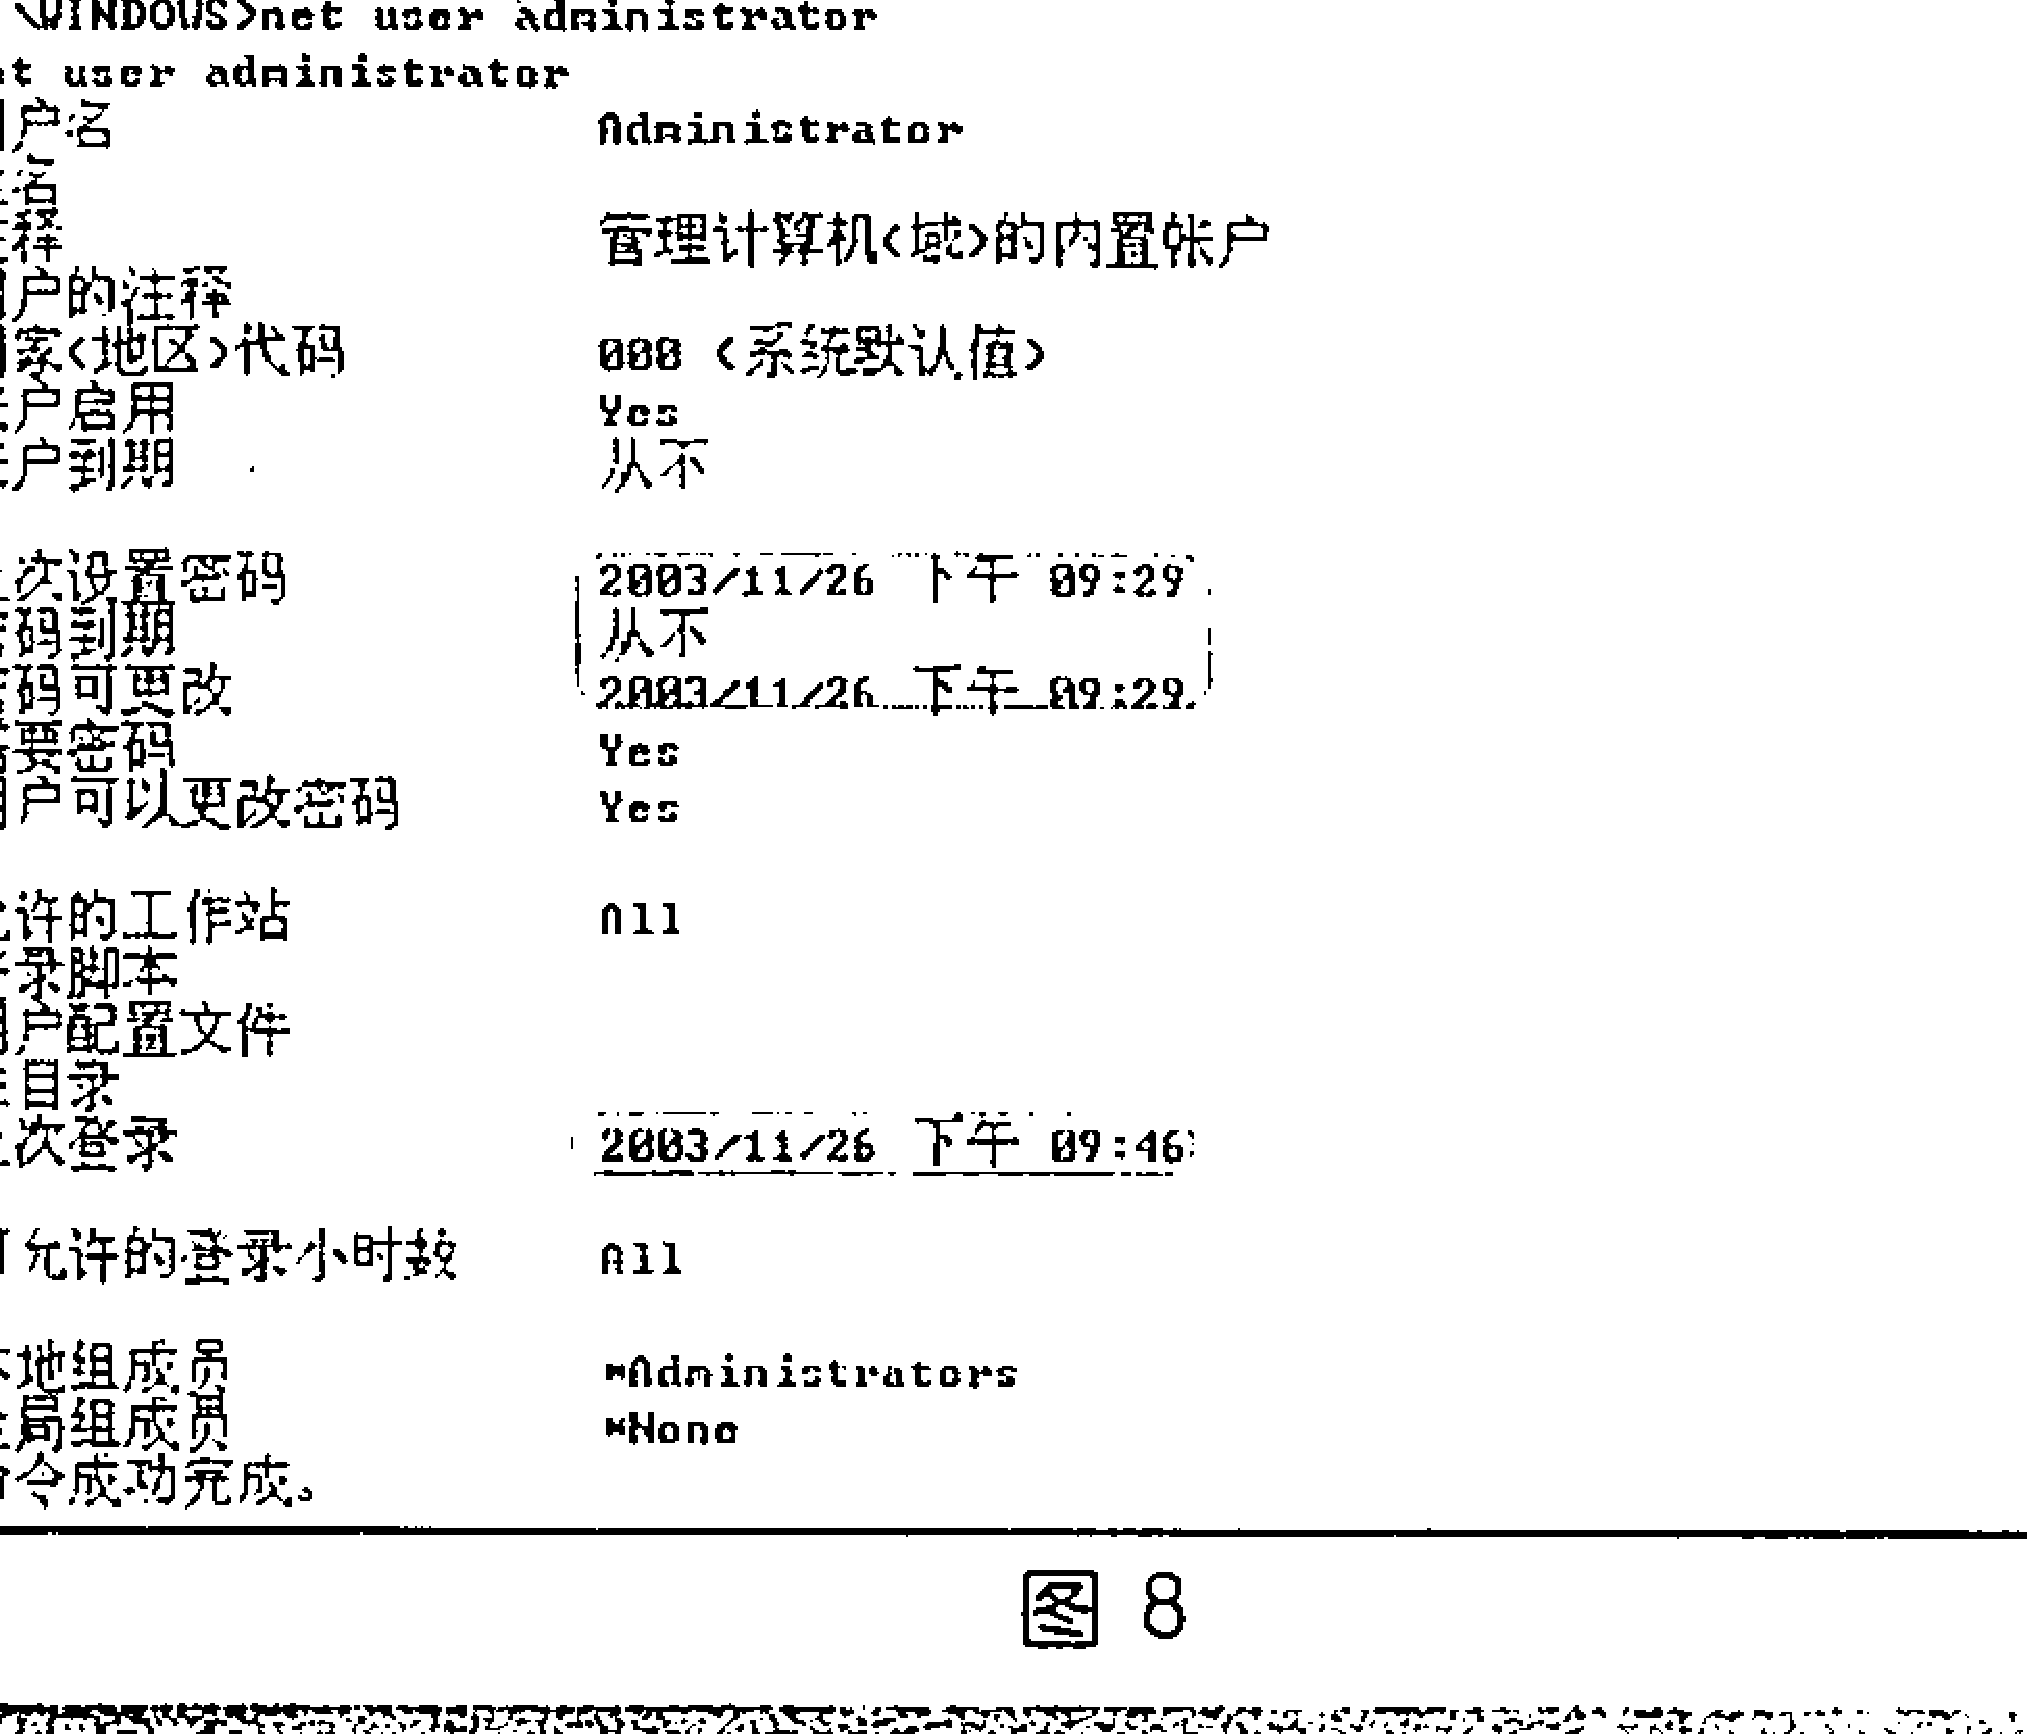 \WINDOWS>net user administrator
t user administrator
户名 Administrator
名
释 管理计算机(域)的内置帐户
户的注释
家(地区)代码 000 (系统默认值)
户启用 Yes
户到期 从不
次设置密码 2003/11/26 下午 09:29
码到期 从不
码可更改 2003/11/26 下午 09:29
要密码 Yes
户可以更改密码 Yes
许的工作站 All
录脚本
户配置文件
目录
次登录 2003/11/26 下午 09:46
允许的登录小时数 All
地组成员 *Administrators
局组成员 *None
令成功完成。
图 8